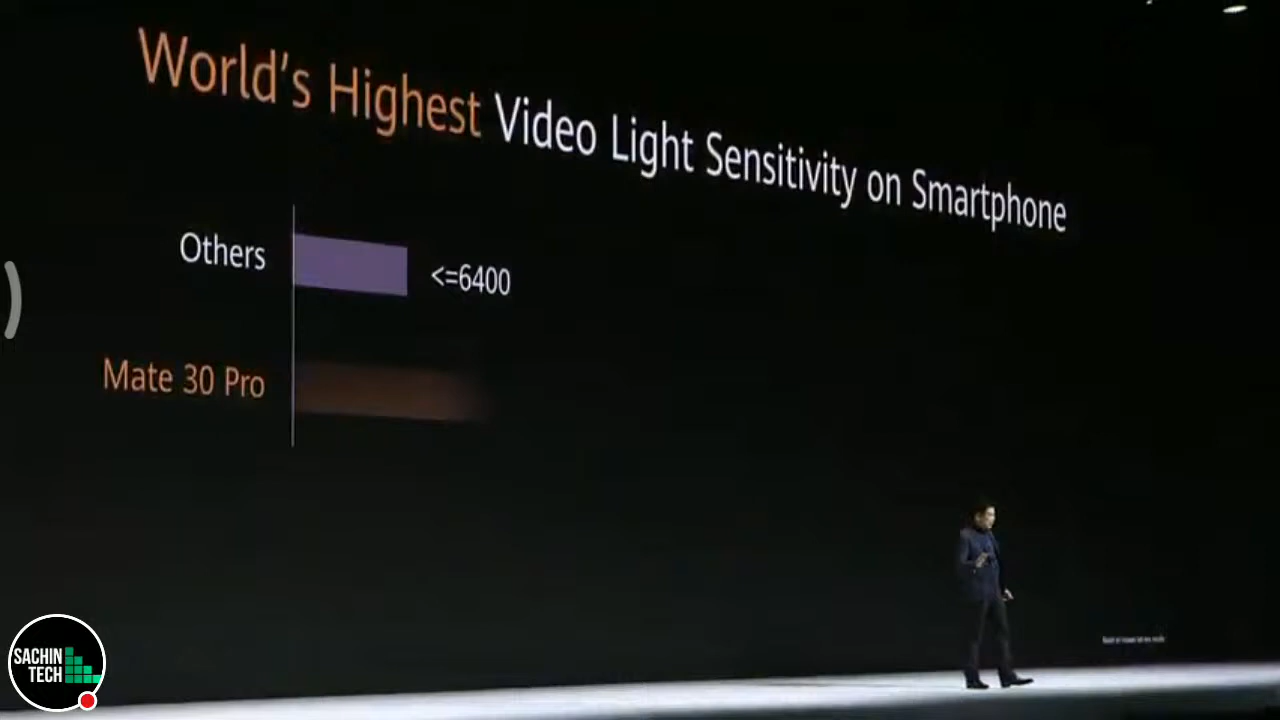 World's Highest Video Light Sensitivity on Smartphone
Others
<=6400
Mate 30 Pro
SACHIN
TECH